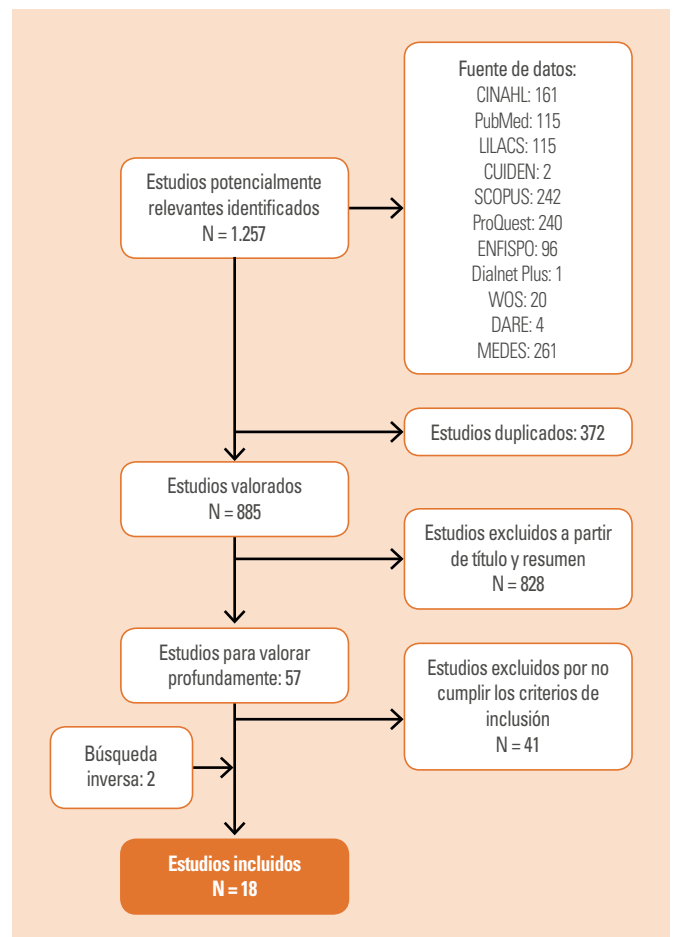 Estudios potencialmente
relevantes identificados
N = 1.257
Fuente de datos:
CINAHL: 161
PubMed: 115
LILACS: 115
CUIDEN: 2
SCOPUS: 242
ProQuest: 240
ENFISPO: 96
Dialnet Plus: 1
WOS: 20
DARE: 4
MEDES: 261
Estudios duplicados: 372
Estudios valorados
N = 885
Estudios excluidos a partir
de título y resumen
N = 828
Estudios para valorar
profundamente: 57
Estudios excluidos por no
cumplir los criterios de
inclusión
N = 41
Búsqueda
inversa: 2
Estudios incluidos
N = 18